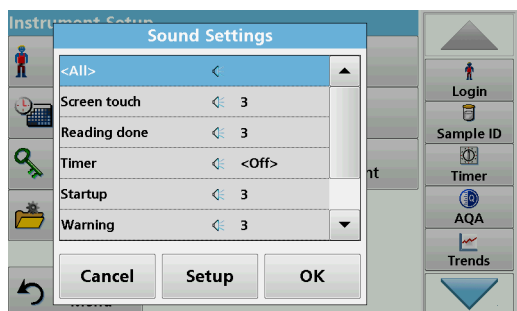 Instrument Setup
Sound Settings
<All>
Screen touch 3
Reading done 3
Timer <Off>
Startup 3
Warning 3
Cancel Setup OK
Login
Sample ID
Timer
AQA
Trends
nt
Menu